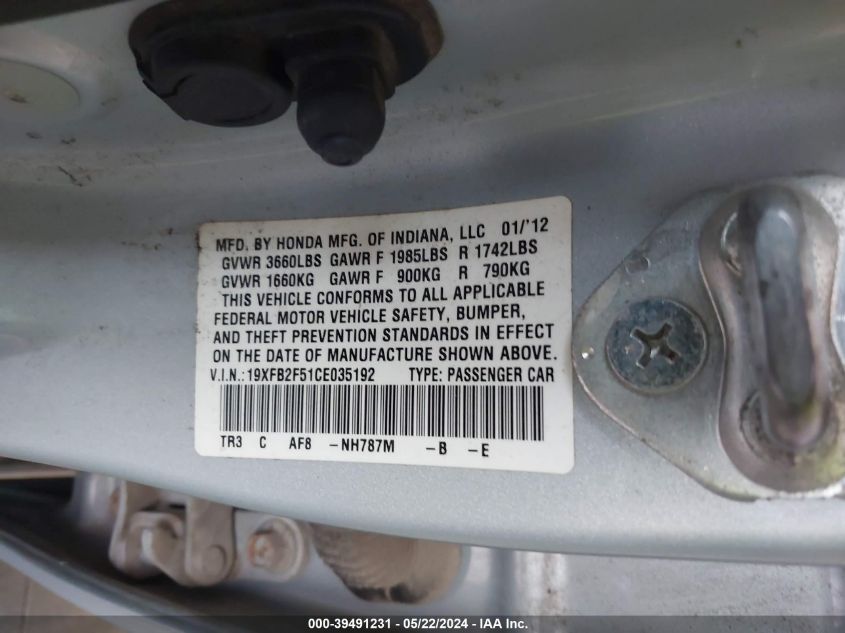 MFD. BY HONDA MFG. OF INDIANA, LLC 01/'12
GVWR 3660LBS GAWR F 1985LBS R 1742LBS
GVWR 1660KG GAWR F 900KG R 790KG
THIS VEHICLE CONFORMS TO ALL APPLICABLE
FEDERAL MOTOR VEHICLE SAFETY, BUMPER,
AND THEFT PREVENTION STANDARDS IN EFFECT
ON THE DATE OF MANUFACTURE SHOWN ABOVE.
V.I.N.:19XFB2F51CE035192 TYPE: PASSENGER CAR
TR3 C AF8 -NH787M -B -E
000-39491231 - 05/22/2024 - IAA Inc.